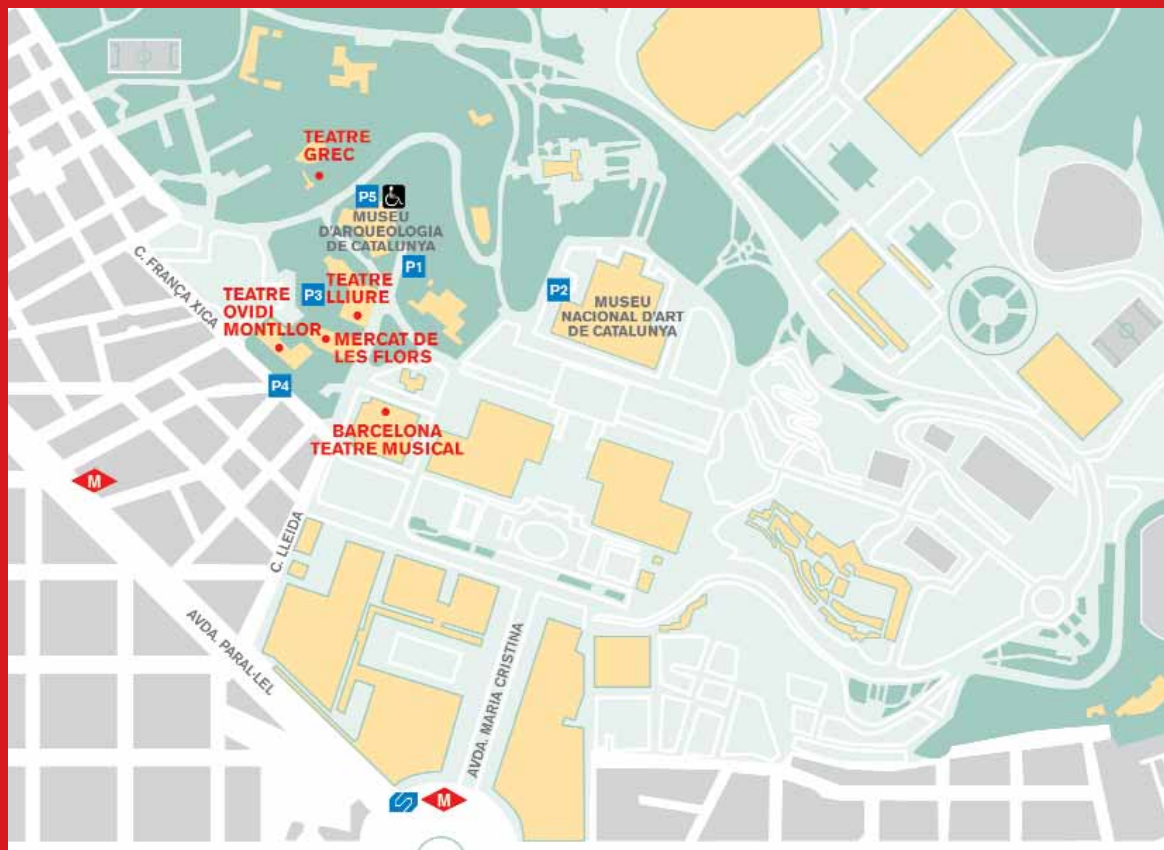 TEATRE
GREC
P5
MUSEU
D'ARQUEOLOGIA
DE CATALUNYA
P1
C. FRANÇA XICA
TEATRE
OVIDI
MONTLLOR
P3
TEATRE
LLIURE
P2
MUSEU
NACIONAL D'ART
DE CATALUNYA
MERCAT DE
LES FLORS
P4
BARCELONA
TEATRE MUSICAL
M
C. LLEIDA
AVDA. PARAL·LEL
AVDA. MARIA CRISTINA
M